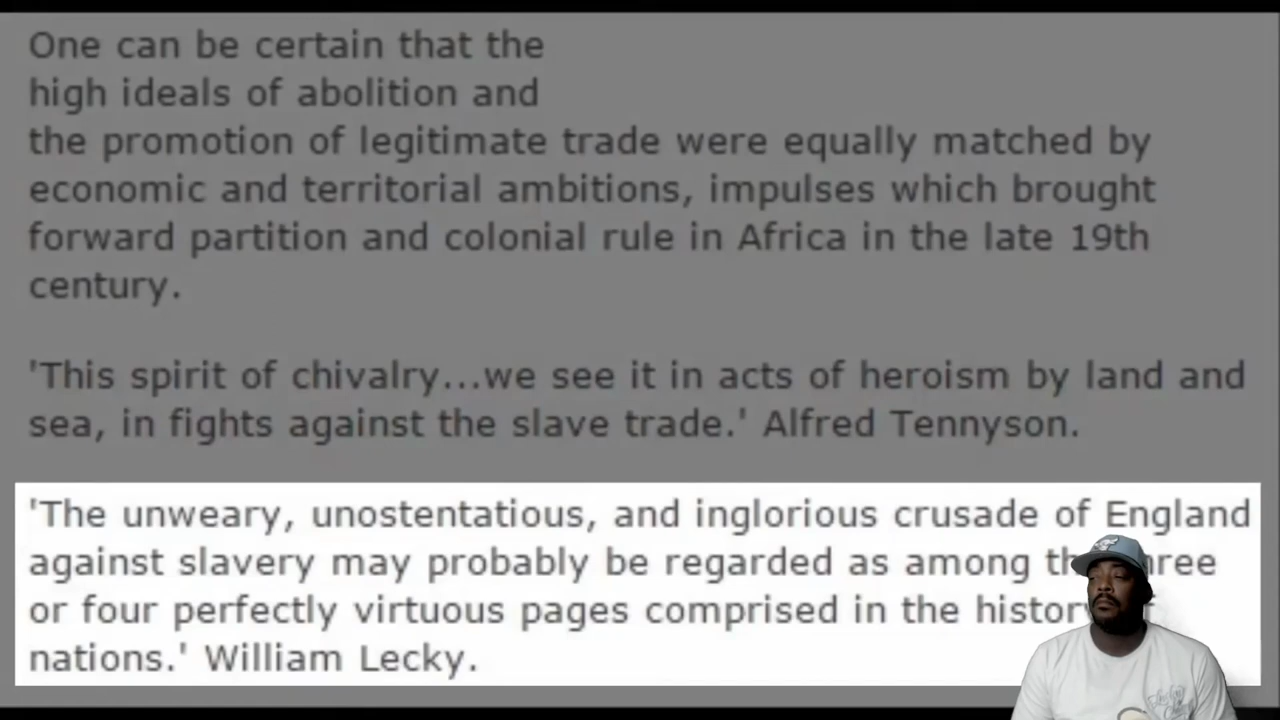 One can be certain that the
high ideals of abolition and
the promotion of legitimate trade were equally matched by
economic and territorial ambitions, impulses which brought
forward partition and colonial rule in Africa in the late 19th
century.
'This spirit of chivalry...we see it in acts of heroism by land and
sea, in fights against the slave trade.' Alfred Tennyson.
'The unweary, unostentatious, and inglorious crusade of England
against slavery may probably be regarded as among the three
or four perfectly virtuous pages comprised in the history
nations.' William Lecky.